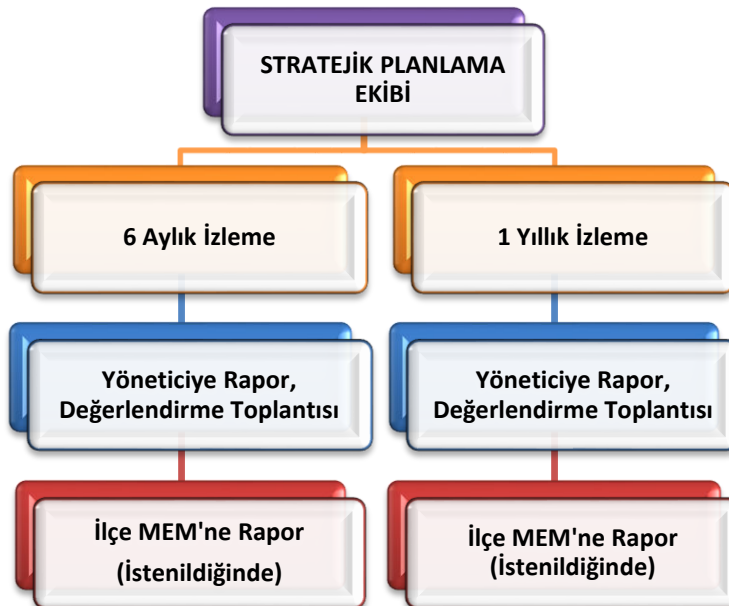 STRATEJİK PLANLAMA
EKİBİ
6 Aylık İzleme
1 Yıllık İzleme
Yöneticiye Rapor,
Değerlendirme Toplantısı
Yöneticiye Rapor,
Değerlendirme Toplantısı
İlçe MEM'ne Rapor
(İstenildiğinde)
İlçe MEM'ne Rapor
(İstenildiğinde)